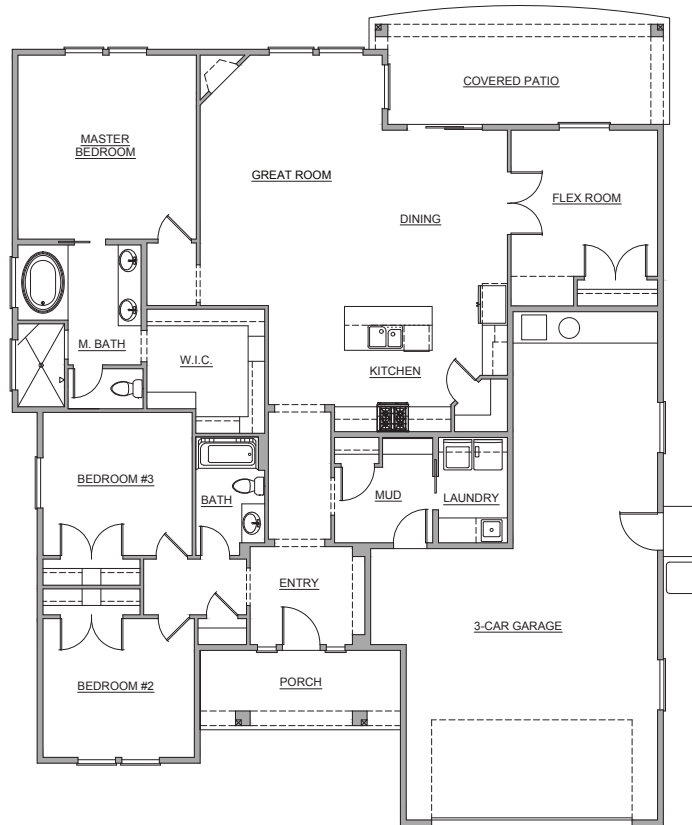 COVERED PATIO
MASTER
BEDROOM
GREAT ROOM
FLEX ROOM
DINING
M. BATH
W.I.C.
KITCHEN
BEDROOM #3
BATH
MUD
LAUNDRY
ENTRY
3-CAR GARAGE
BEDROOM #2
PORCH